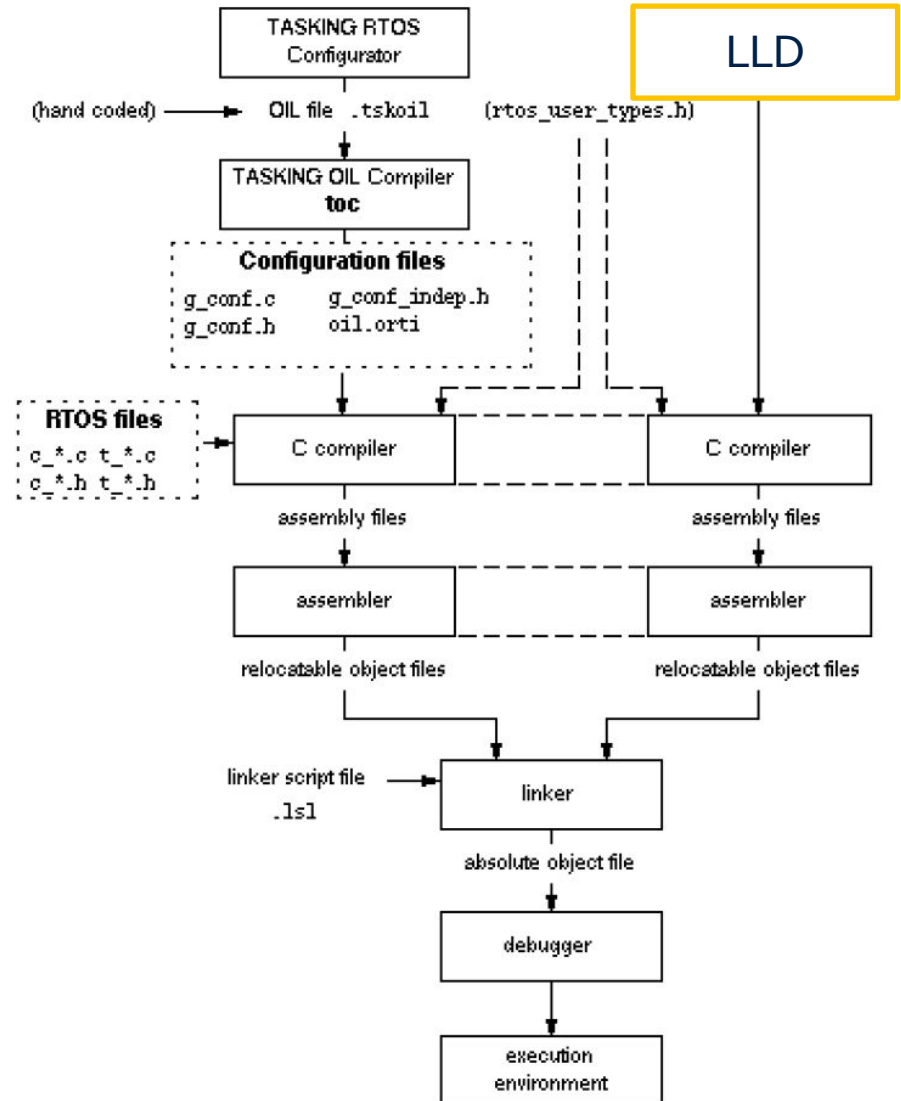 TASKING RTOS
Configurator
LLD
(hand coded)
OIL file .tskoil
(rtos_user_types.h)
TASKING OIL Compiler
toc
Configuration files
g_conf.c g_conf_indep.h
g_conf.h oil.orti
RTOS files
c_*.c t_*.c
c_*.h t_*.h
C compiler
C compiler
assembly files
assembly files
assembler
assembler
relocatable object files
relocatable object files
linker script file
.lsl
linker
absolute object file
debugger
execution
environment